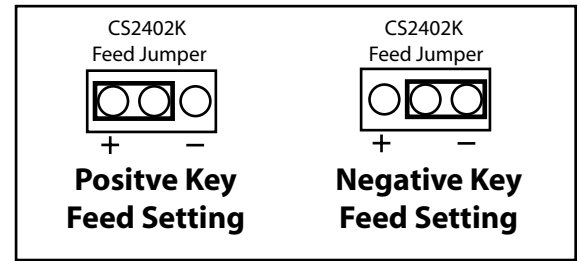 CS2402K
Feed Jumper
+ –
Positve Key
Feed Setting
CS2402K
Feed Jumper
+ –
Negative Key
Feed Setting